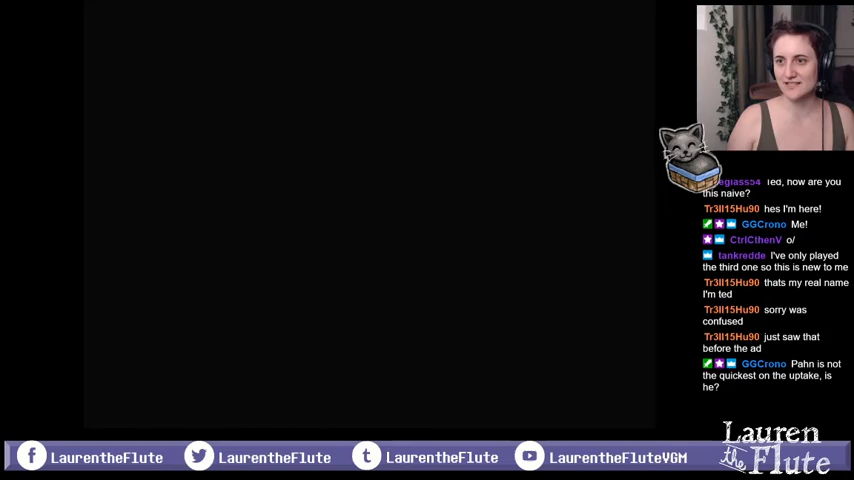 Ted, how are you
this naive?
Tr3ll15Hu90 hes I'm here!
GGCrono Me!
CtrlCthenV o/
tankredde I've only played
the third one so this is new to me
Tr3ll15Hu90 thats my real name
I'm ted
Tr3ll15Hu90 sorry was
confused
Tr3ll15Hu90 just saw that
before the ad
GGCrono Pahn is not
the quickest on the uptake, is
he?
LaurentheFlute
LaurentheFlute
LaurentheFlute
LaurentheFluteVGM
Lauren
the Flute